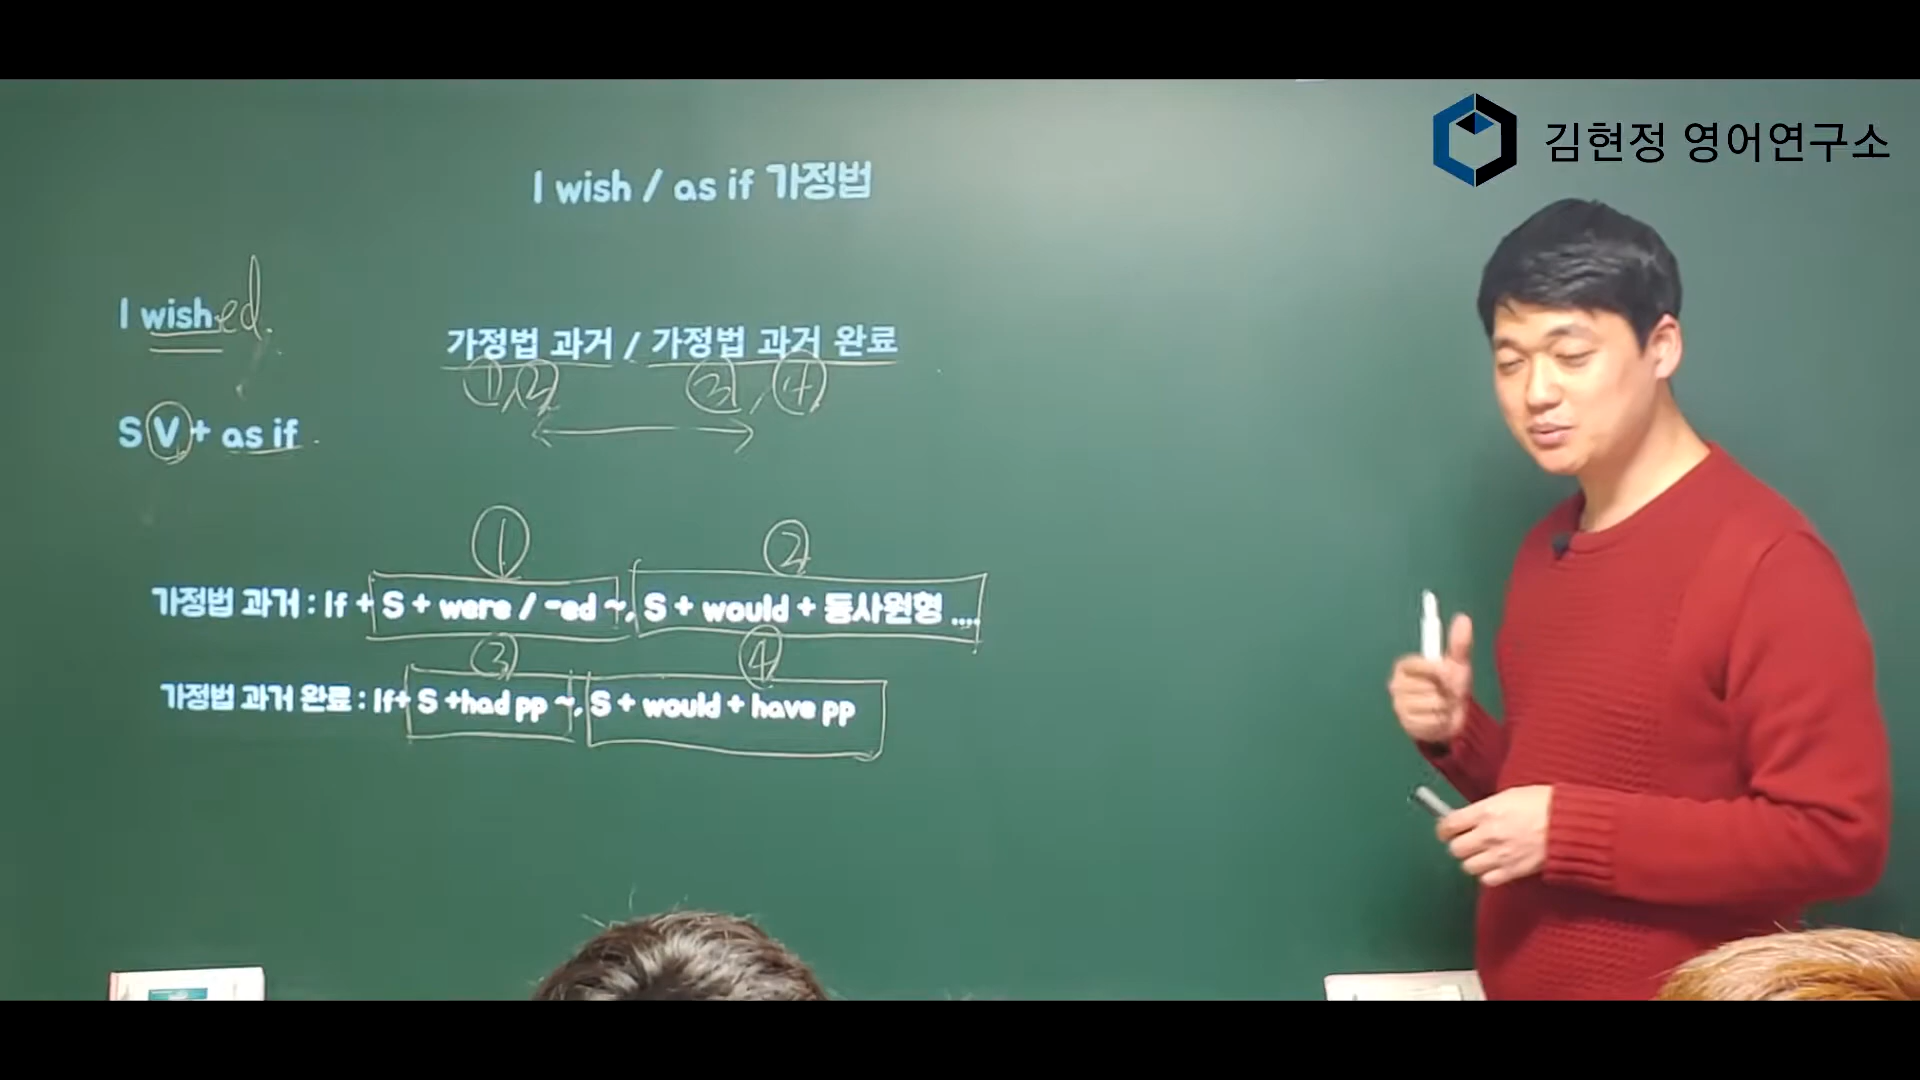 김현정 영어연구소
I wish / as if 가정법
I wished.
가정법 과거 / 가정법 과거 완료
①, ② ③, ④
S V + as if
① ②
가정법 과거 : If + S + were / -ed ~, S + would + 동사원형 ....
③ ④
가정법 과거 완료 : If+ S +had pp ~, S + would + have pp